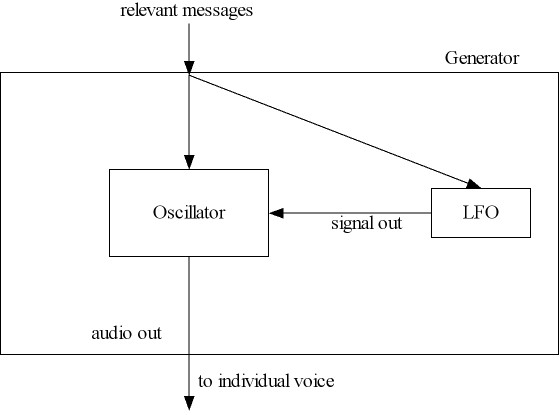 relevant messages
Generator
Oscillator
LFO
signal out
audio out
to individual voice